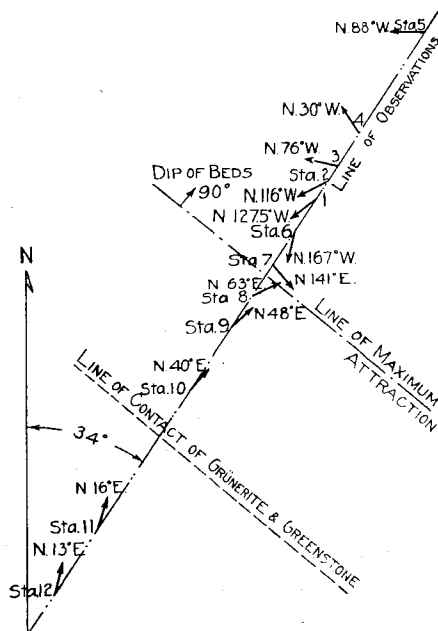 N.88°W.
Sta5
LINE OF OBSERVATIONS
N.30°W.
4
N.76°W.
3
Sta.2
DIP OF BEDS
90°
N.116°W
1
N 127.5°W.
Sta.6
N.167°W.
Sta 7
N.141°E.
N 63°E
Sta 8
N 48°E
Sta.9
N
LINE OF MAXIMUM
ATTRACTION
N.40°E
Sta.10
LINE OF CONTACT OF GRÜNERITE & GREENSTONE
34°
N 16°E.
Sta.11
N.13°E
Sta.12